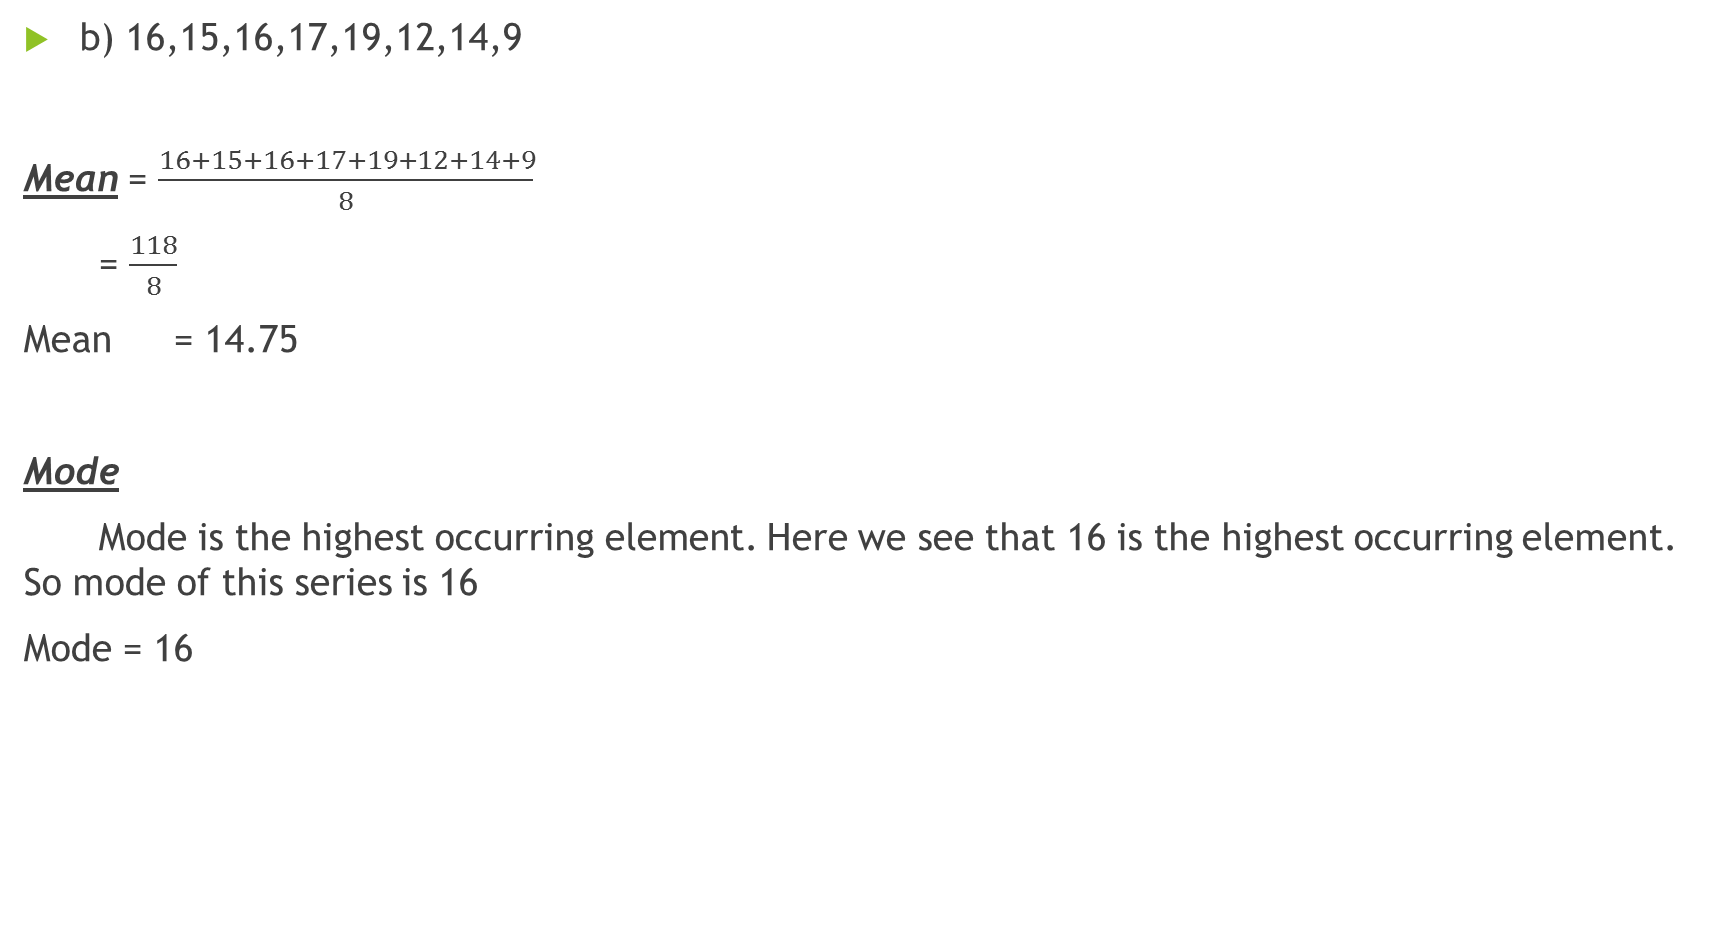 b) 16,15,16,17,19,12,14,9
Mean = 16+15+16+17+19+12+14+9
8
= 118
8
Mean = 14.75
Mode
Mode is the highest occurring element. Here we see that 16 is the highest occurring element.
So mode of this series is 16
Mode = 16